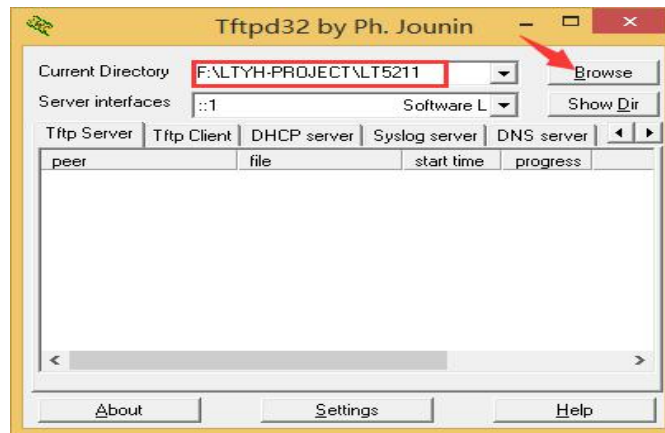 Tftpd32 by Ph. Jounin
Current Directory F:\LTYH-PROJECT\LT5211 Browse
Server interfaces ::1 Software L Show Dir
Tftp Server Tftp Client DHCP server Syslog server DNS server
peer file start time progress
About Settings Help